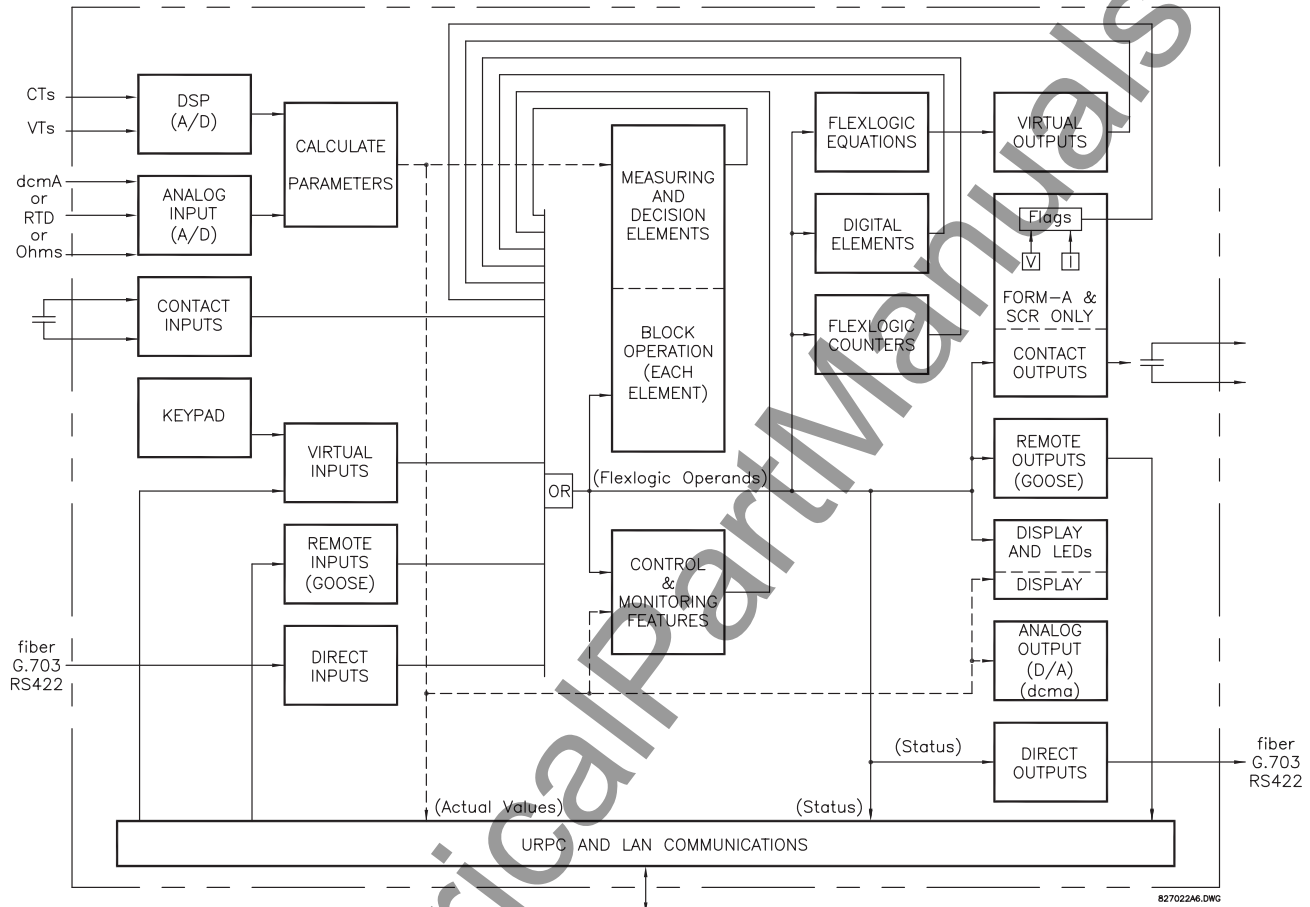 CTs
VTs
DSP
(A/D)
CALCULATE
PARAMETERS
dcmA
or
RTD
or
Ohms
ANALOG
INPUT
(A/D)
CONTACT
INPUTS
KEYPAD
VIRTUAL
INPUTS
REMOTE
INPUTS
(GOOSE)
fiber
G.703
RS422
DIRECT
INPUTS
MEASURING
AND
DECISION
ELEMENTS
BLOCK
OPERATION
(EACH
ELEMENT)
OR
(Flexlogic Operands)
CONTROL
&
MONITORING
FEATURES
FLEXLOGIC
EQUATIONS
DIGITAL
ELEMENTS
FLEXLOGIC
COUNTERS
VIRTUAL
OUTPUTS
Flags
V
I
FORM-A &
SCR ONLY
CONTACT
OUTPUTS
REMOTE
OUTPUTS
(GOOSE)
DISPLAY
AND LEDs
DISPLAY
ANALOG
OUTPUT
(D/A)
(dcma)
(Status)
DIRECT
OUTPUTS
fiber
G.703
RS422
(Actual Values)
(Status)
URPC AND LAN COMMUNICATIONS
827022A6.DWG
ricalPartManuals